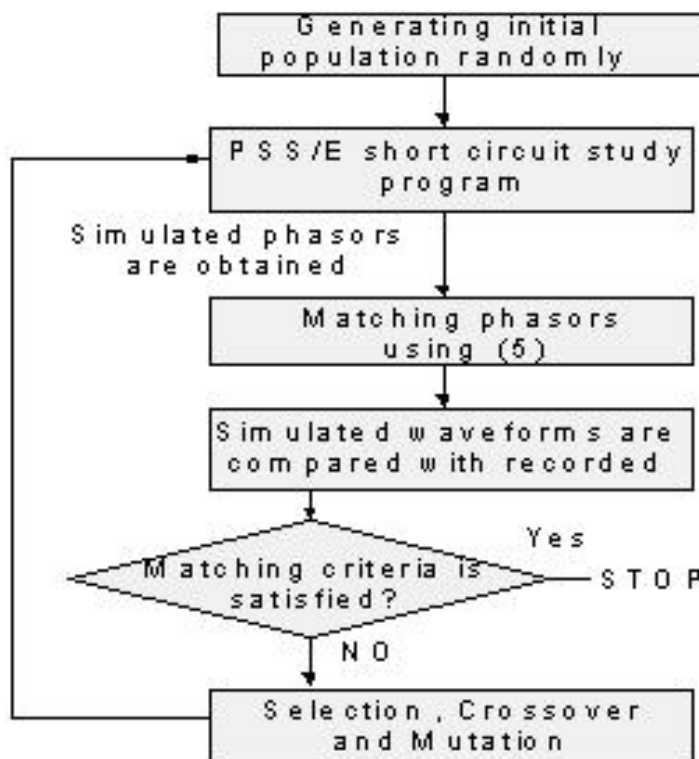 Generating initial
population randomly
PSS/E short circuit study
program
Simulated phasors
are obtained
Matching phasors
using (5)
Simulated waveforms are
compared with recorded
Yes
Matching criteria is
satisfied?
STOP
NO
Selection, Crossover
and Mutation